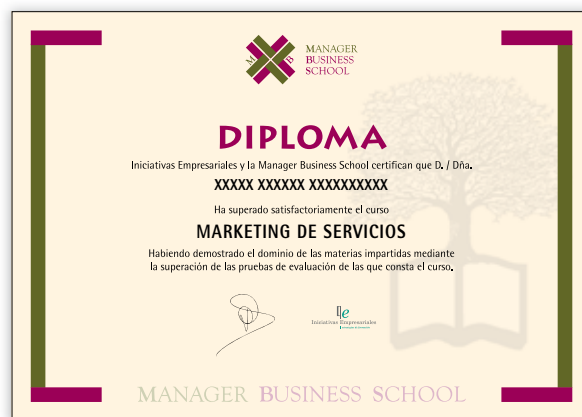 M B
MANAGER
BUSINESS
SCHOOL
DIPLOMA
Iniciativas Empresariales y la Manager Business School certifican que D. / Dña.
XXXXX XXXXXX XXXXXXXXXX
Ha superado satisfactoriamente el curso
MARKETING DE SERVICIOS
Habiendo demostrado el dominio de las materias impartidas mediante
la superación de las pruebas de evaluación de las que consta el curso.
Iniciativas Empresariales
MANAGER BUSINESS SCHOOL